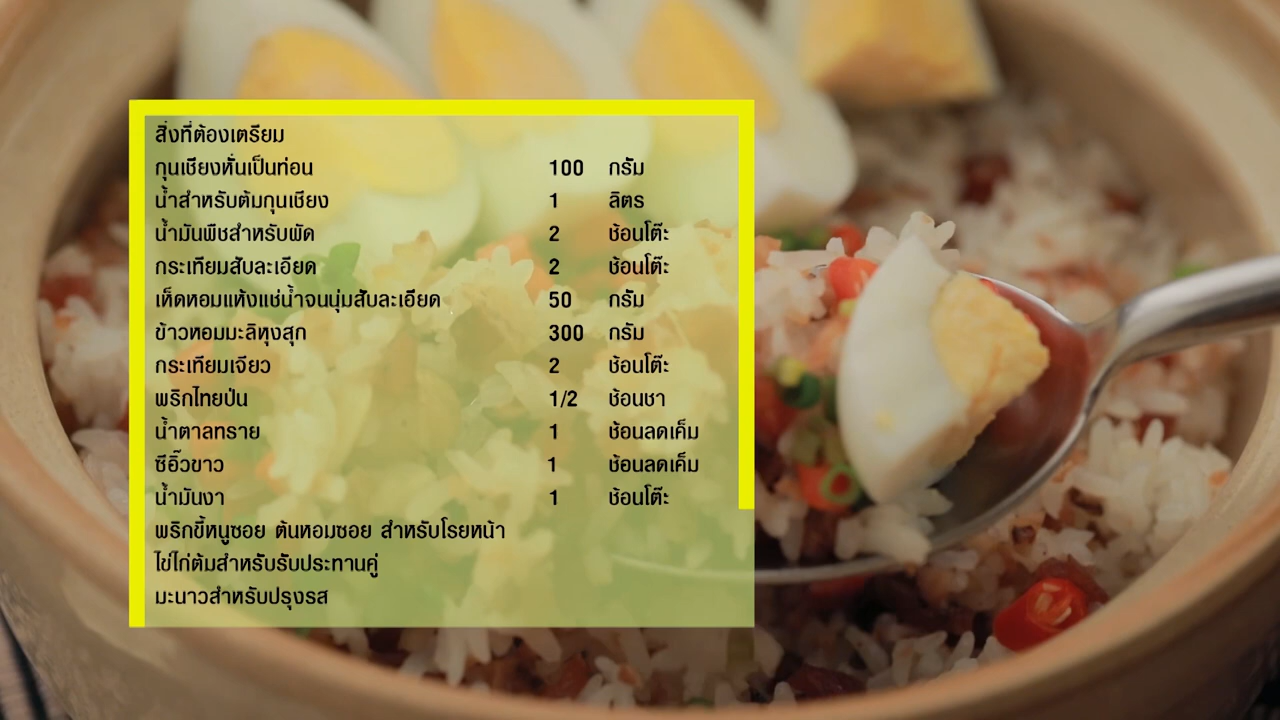 สิ่งที่ต้องเตรียม
กุนเชียงหั่นเป็นท่อน 100 กรัม
น้ำสำหรับต้มกุนเชียง 1 ลิตร
น้ำมันพืชสำหรับผัด 2 ช้อนโต๊ะ
กระเทียมสับละเอียด 2 ช้อนโต๊ะ
เห็ดหอมแห้งแช่น้ำจนนุ่มสับละเอียด 50 กรัม
ข้าวหอมมะลิหุงสุก 300 กรัม
กระเทียมเจียว 2 ช้อนโต๊ะ
พริกไทยป่น 1/2 ช้อนชา
น้ำตาลทราย 1 ช้อนลดเค็ม
ซีอิ๊วขาว 1 ช้อนลดเค็ม
น้ำมันงา 1 ช้อนโต๊ะ
พริกขี้หนูซอย ต้นหอมซอย สำหรับโรยหน้า
ไข่ไก่ต้มสำหรับรับประทานคู่
มะนาวสำหรับปรุงรส